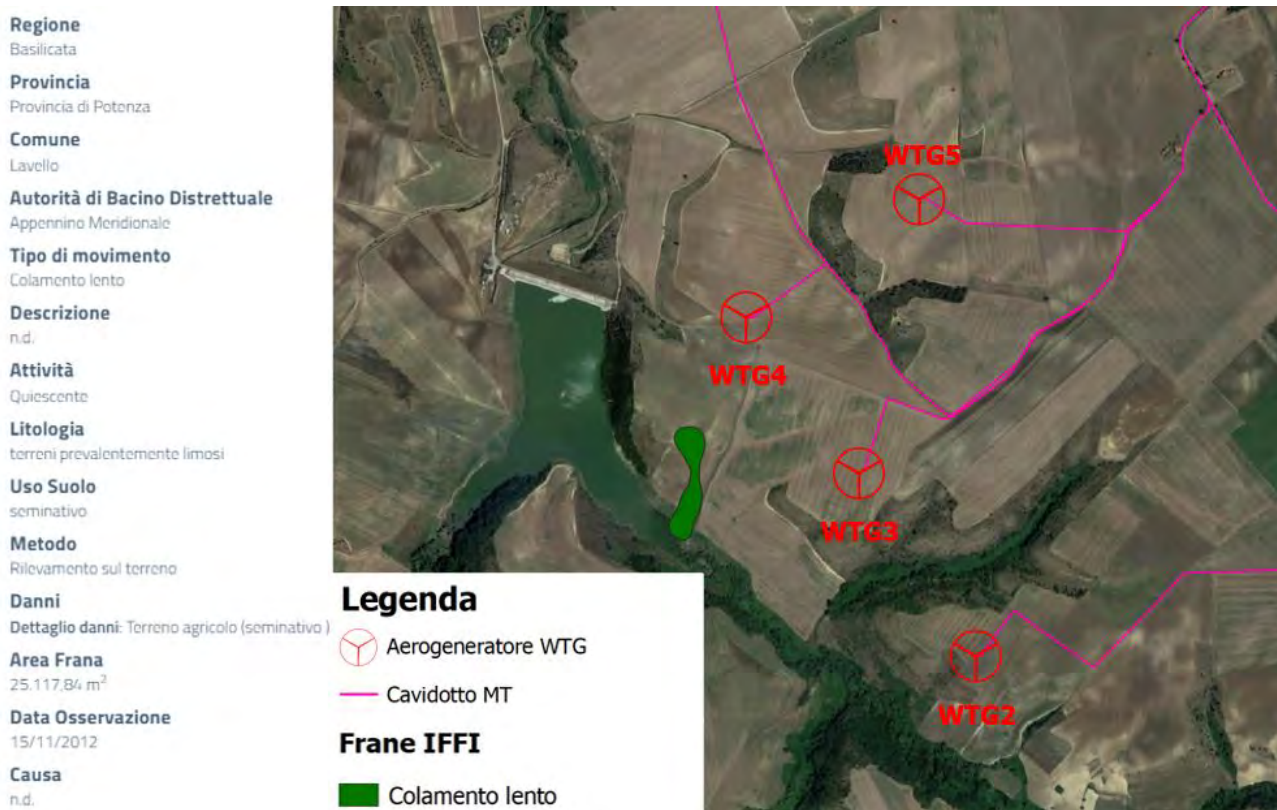 Regione
Basilicata
Provincia
Provincia di Potenza
Comune
Lavello
Autorità di Bacino Distrettuale
Appennino Meridionale
Tipo di movimento
Colamento lento
Descrizione
n.d.
Attività
Quiescente
Litologia
terreni prevalentemente limosi
Uso Suolo
seminativo
Metodo
Rilevamento sul terreno
Danni
Dettaglio danni: Terreno agricolo (seminativo )
Area Frana
25.117,84 m²
Data Osservazione
15/11/2012
Causa
n.d.
WTG5
WTG4
WTG3
WTG2
Legenda
Aerogeneratore WTG
Cavidotto MT
Frane IFFI
Colamento lento